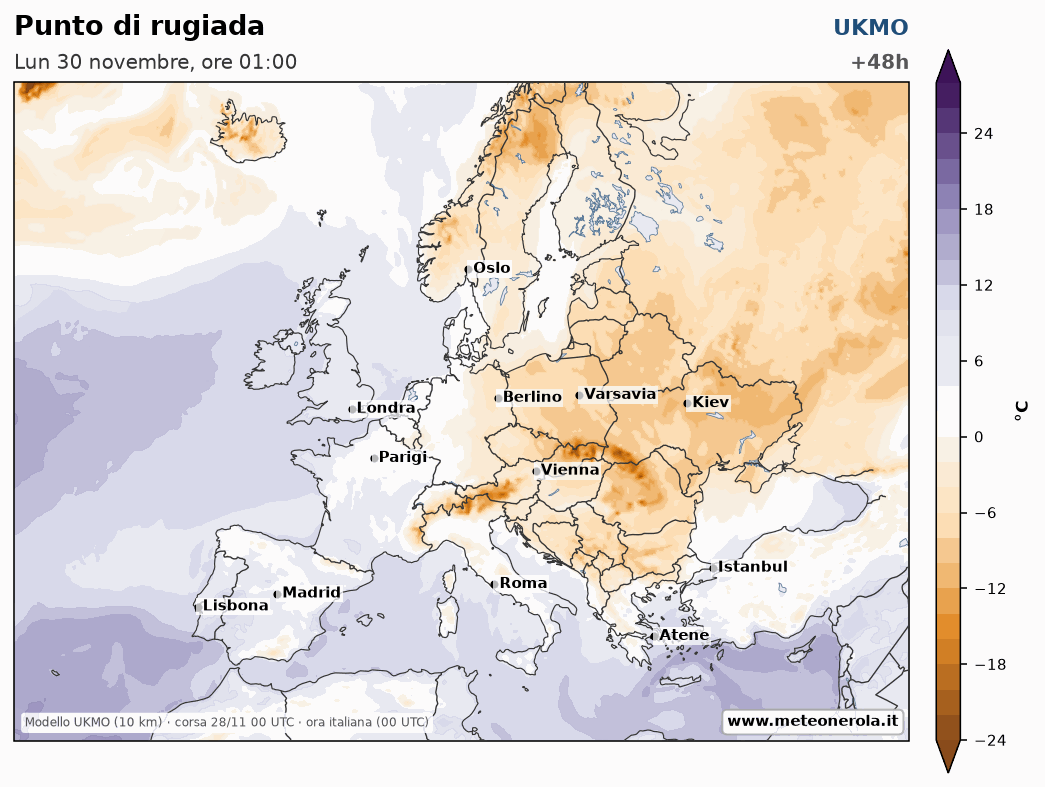 Punto di rugiada
UKMO
Lun 30 novembre, ore 01:00
+48h
Oslo
Berlino
Varsavia
Kiev
Londra
Parigi
Vienna
Istanbul
Roma
Madrid
Lisbona
Atene
Modello UKMO (10 km) · corsa 28/11 00 UTC · ora italiana (00 UTC)
www.meteonerola.it
24
18
12
6
0
−6
−12
−18
−24
°C